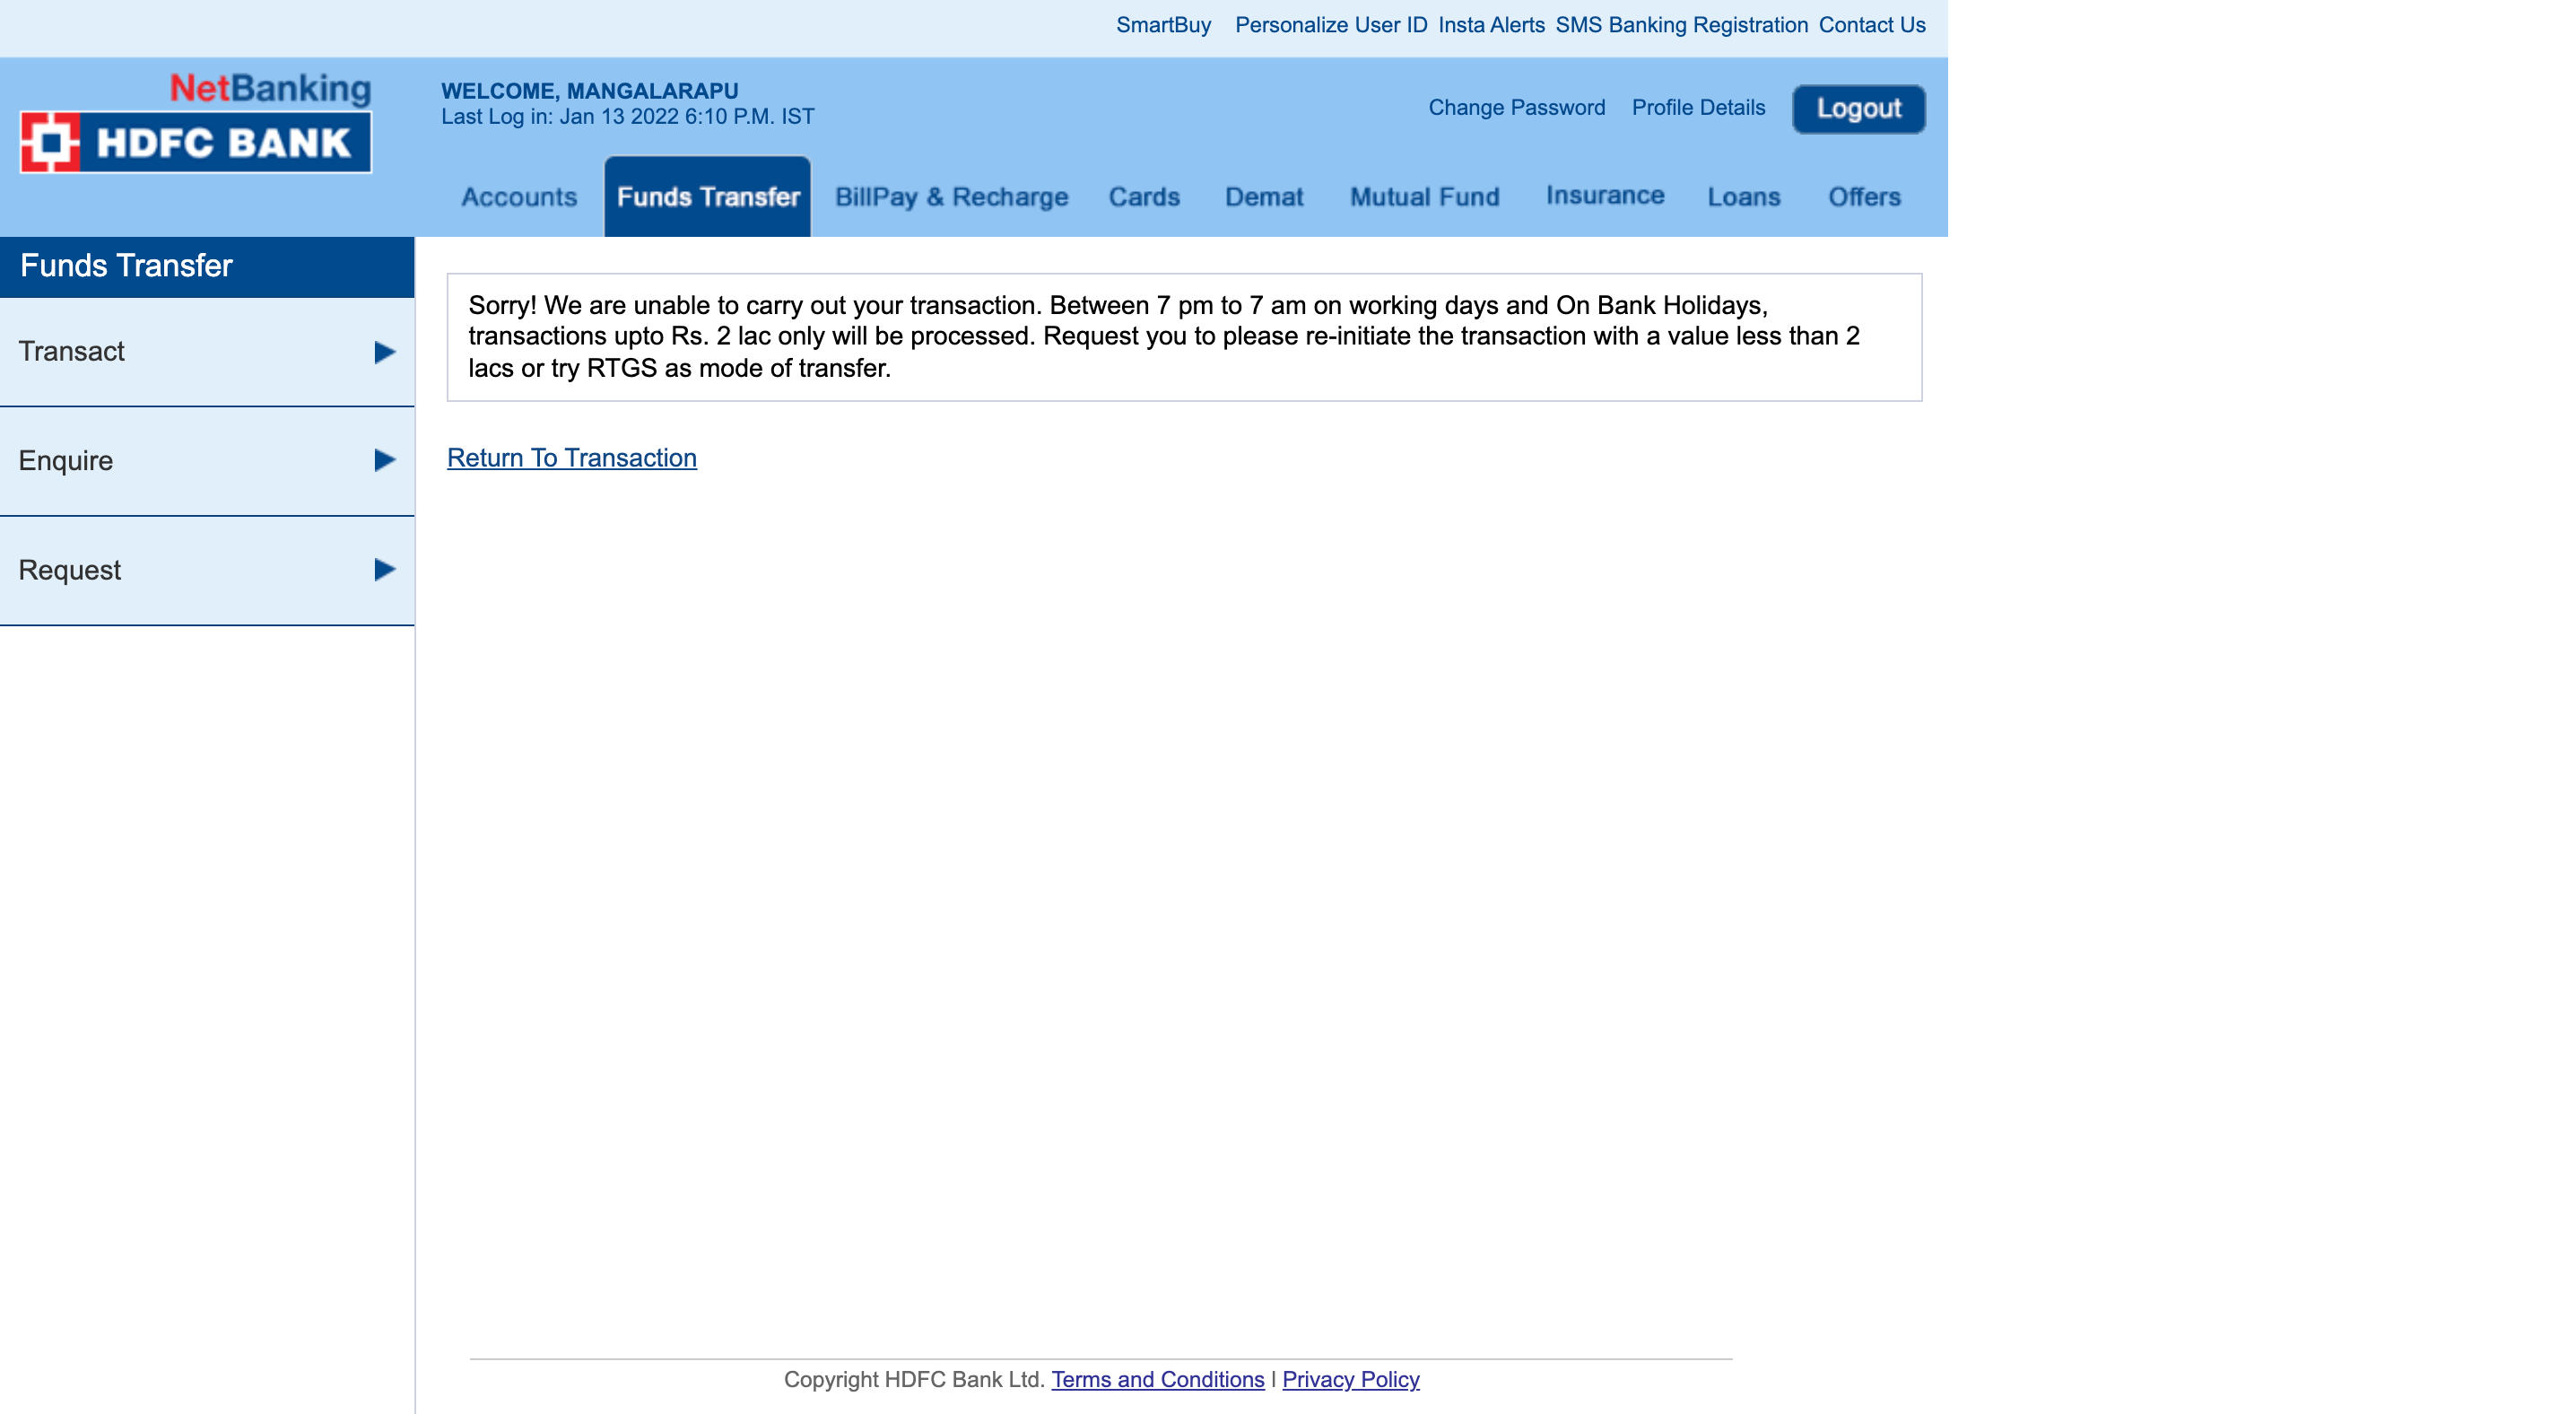 SmartBuy Personalize User ID Insta Alerts SMS Banking Registration Contact Us
NetBanking
HDFC BANK
WELCOME, MANGALARAPU
Last Log in: Jan 13 2022 6:10 P.M. IST
Change Password Profile Details Logout
Accounts Funds Transfer BillPay & Recharge Cards Demat Mutual Fund Insurance Loans Offers
Funds Transfer
Transact
Enquire
Request
Sorry! We are unable to carry out your transaction. Between 7 pm to 7 am on working days and On Bank Holidays,
transactions upto Rs. 2 lac only will be processed. Request you to please re-initiate the transaction with a value less than 2
lacs or try RTGS as mode of transfer.
Return To Transaction
Copyright HDFC Bank Ltd. Terms and Conditions | Privacy Policy